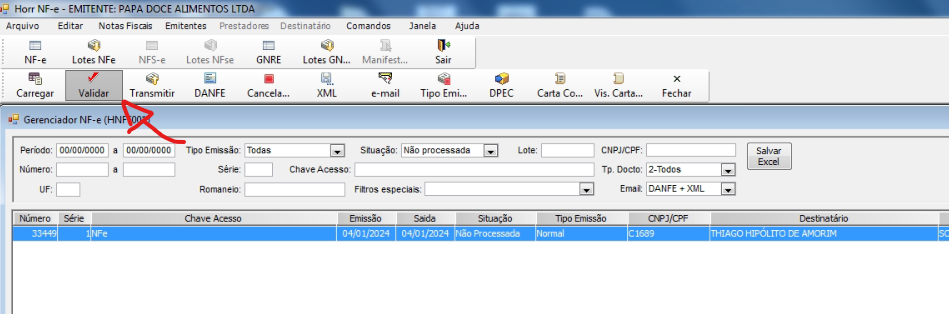 Horr NF-e - EMITENTE: PAPA DOCE ALIMENTOS LTDA
Arquivo Editar Notas Fiscais Emitentes Prestadores Destinatário Comandos Janela Ajuda
NF-e Lotes NFe NFS-e Lotes NFse GNRE Lotes GN... Manifest... Sair
Carregar Validar Transmitir DANFE Cancela... XML e-mail Tipo Emi... DPEC Carta Co... Vis. Carta... Fechar
Gerenciador NF-e
Período: 00/00/0000 a 00/00/0000 Tipo Emissão: Todas Situação: Não processada Lote: CNPJ/CPF: Salvar Excel
Número: a Série: Chave Acesso: Tp. Docto: 2-Todos
UF: Romaneio: Filtros especiais: Email: DANFE + XML
Número Série Chave Acesso Emissão Saida Situação Tipo Emissão CNPJ/CPF Destinatário
33449 1 NFe 04/01/2024 04/01/2024 Não Processada Normal C1689 THIAGO HIPÓLITO DE AMORIM SC